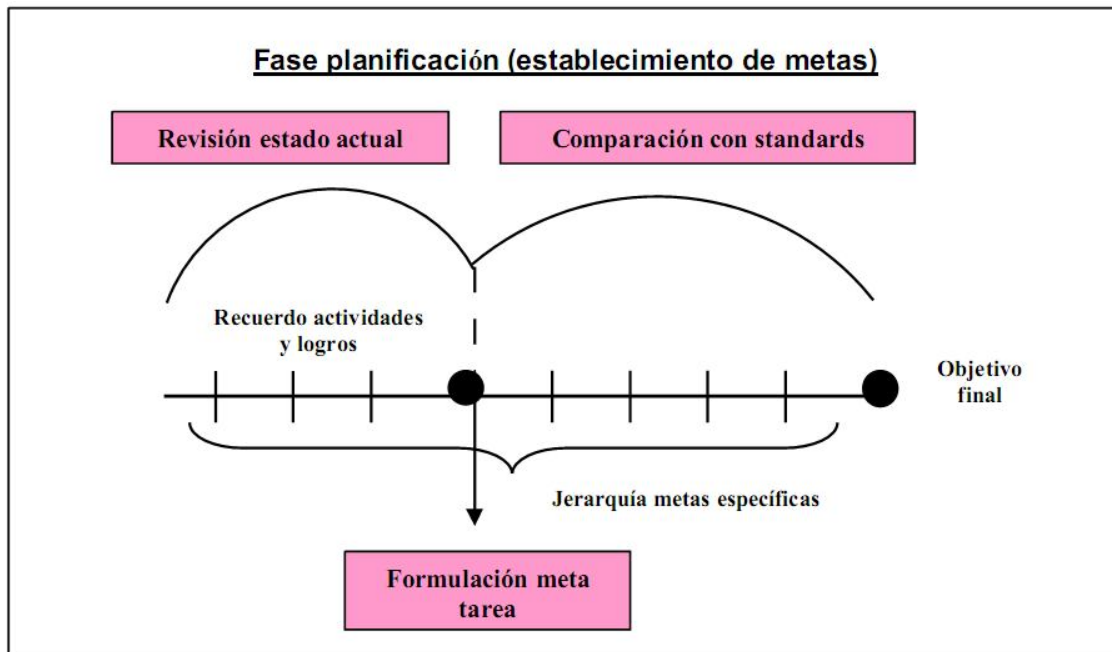 Fase planificación (establecimiento de metas)
Revisión estado actual
Comparación con standards
Recuerdo actividades
y logros
Objetivo
final
Jerarquía metas específicas
Formulación meta
tarea